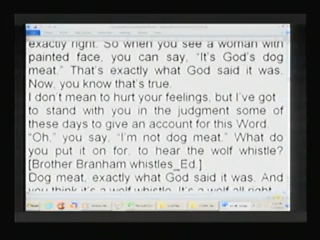 exactly right. So when you see a woman with
painted face, you can say, "It's God's dog
meat." That's exactly what God said it was.
Now, you know that's true.
I don't mean to hurt your feelings, but I've got
to stand with you in the judgment some of
these days to give an account for this Word.
"Oh," you say, "I'm not dog meat." What do
you put it on for, to hear the wolf whistle?
[Brother Branham whistles_Ed.]
Dog meat, exactly what God said it was. And
you think it's a wolf whistle. It's a wolf all right